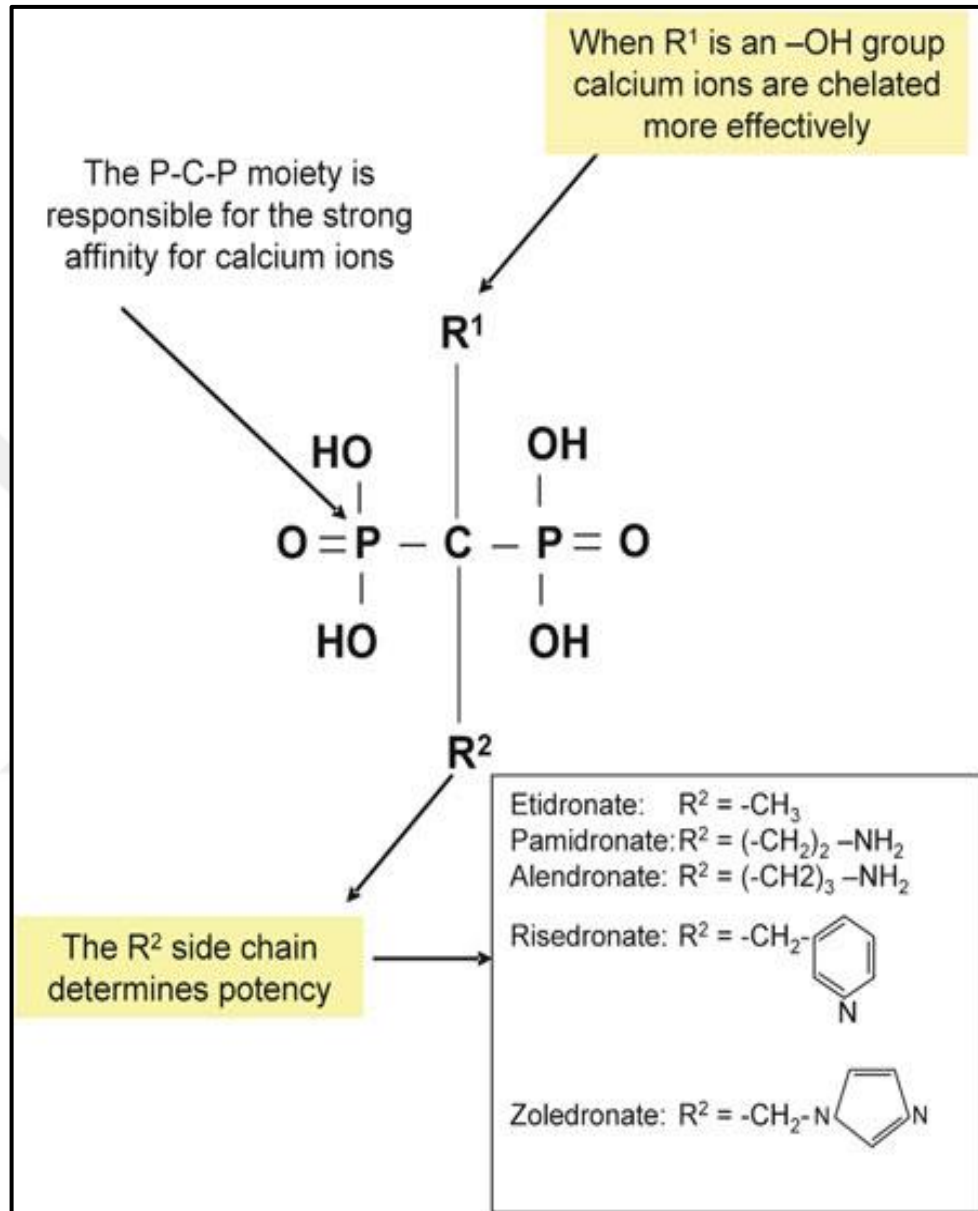 When R¹ is an –OH group
calcium ions are chelated
more effectively
The P-C-P moiety is
responsible for the strong
affinity for calcium ions
R¹
HO OH
O=P – C – P=O
HO OH
R²
The R² side chain
determines potency
Etidronate: R² = -CH₃
Pamidronate: R² = (-CH₂)₂ –NH₂
Alendronate: R² = (-CH2)₃ –NH₂
Risedronate: R² = -CH₂-
N
Zoledronate: R² = -CH₂-N N